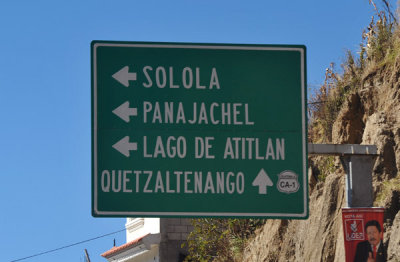 SOLOLA
PANAJACHEL
LAGO DE ATITLAN
QUETZALTENANGO
CA-1